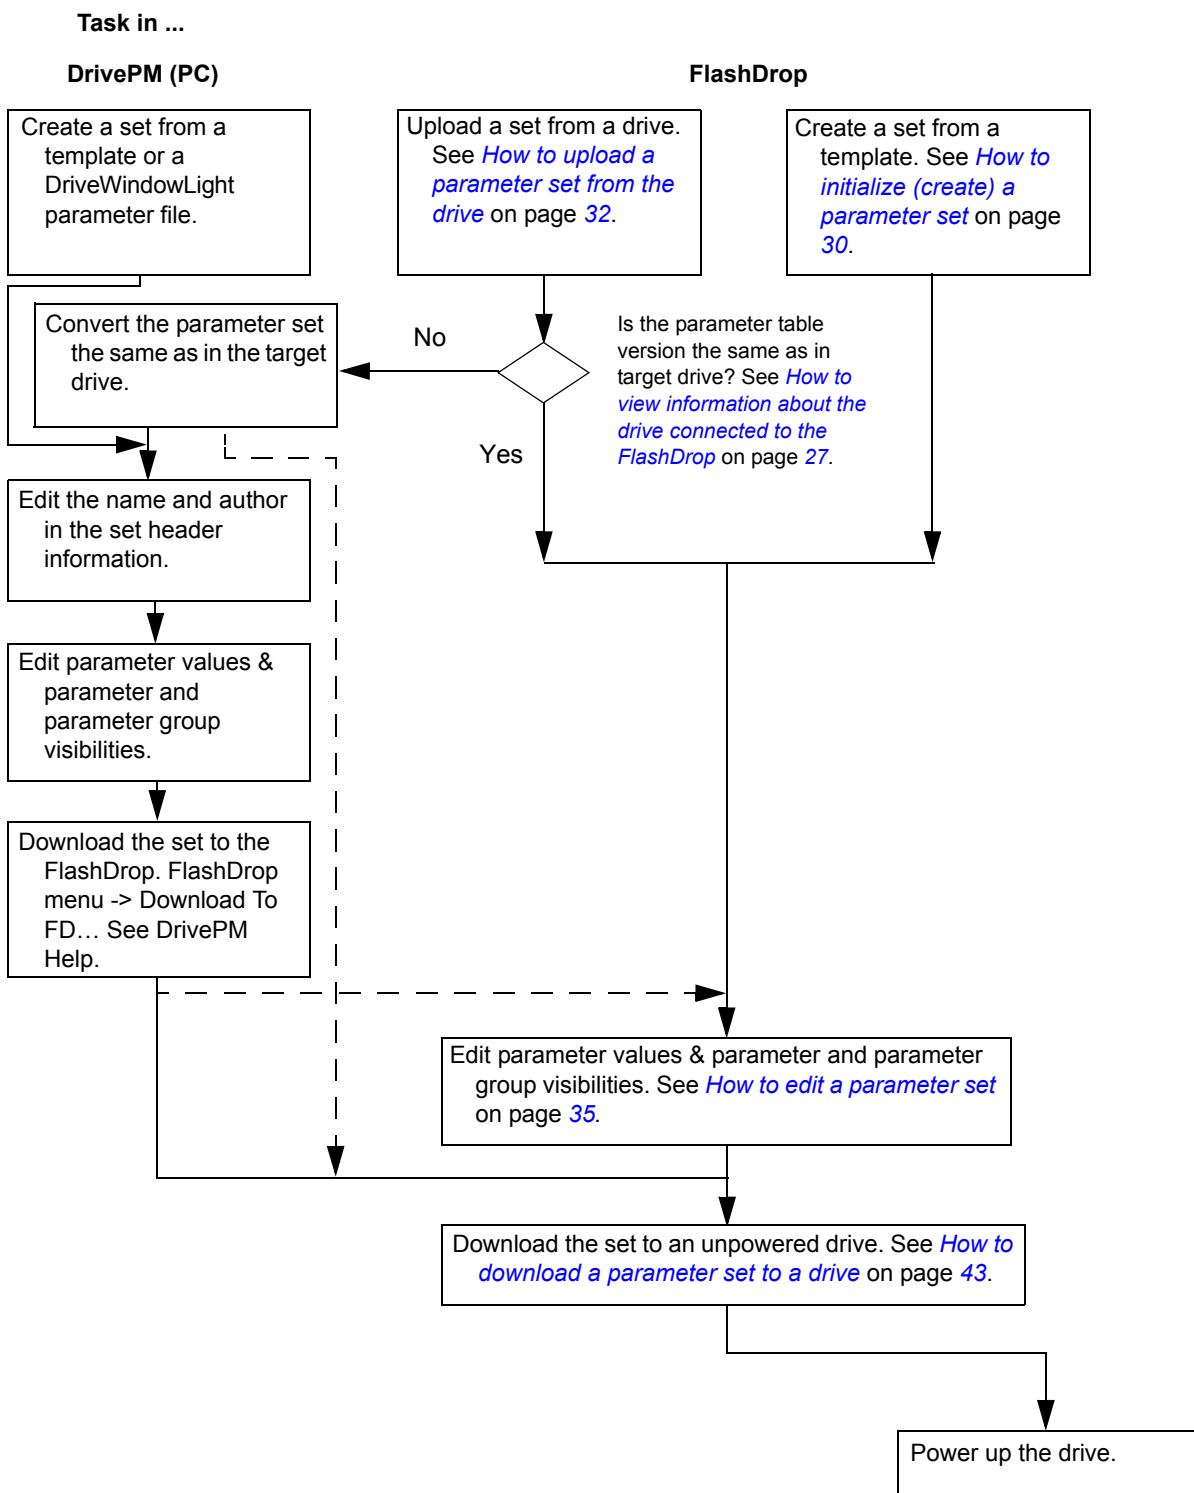 Task in ...
DrivePM (PC)
FlashDrop
Create a set from a
template or a
DriveWindowLight
parameter file.
Upload a set from a drive.
See How to upload a
parameter set from the
drive on page 32.
Create a set from a
template. See How to
initialize (create) a
parameter set on page
30.
Convert the parameter set
the same as in the target
drive.
No
Yes
Is the parameter table
version the same as in
target drive? See How to
view information about the
drive connected to the
FlashDrop on page 27.
Edit the name and author
in the set header
information.
Edit parameter values &
parameter and
parameter group
visibilities.
Download the set to the
FlashDrop. FlashDrop
menu -> Download To
FD… See DrivePM
Help.
Edit parameter values & parameter and parameter
group visibilities. See How to edit a parameter set
on page 35.
Download the set to an unpowered drive. See How to
download a parameter set to a drive on page 43.
Power up the drive.